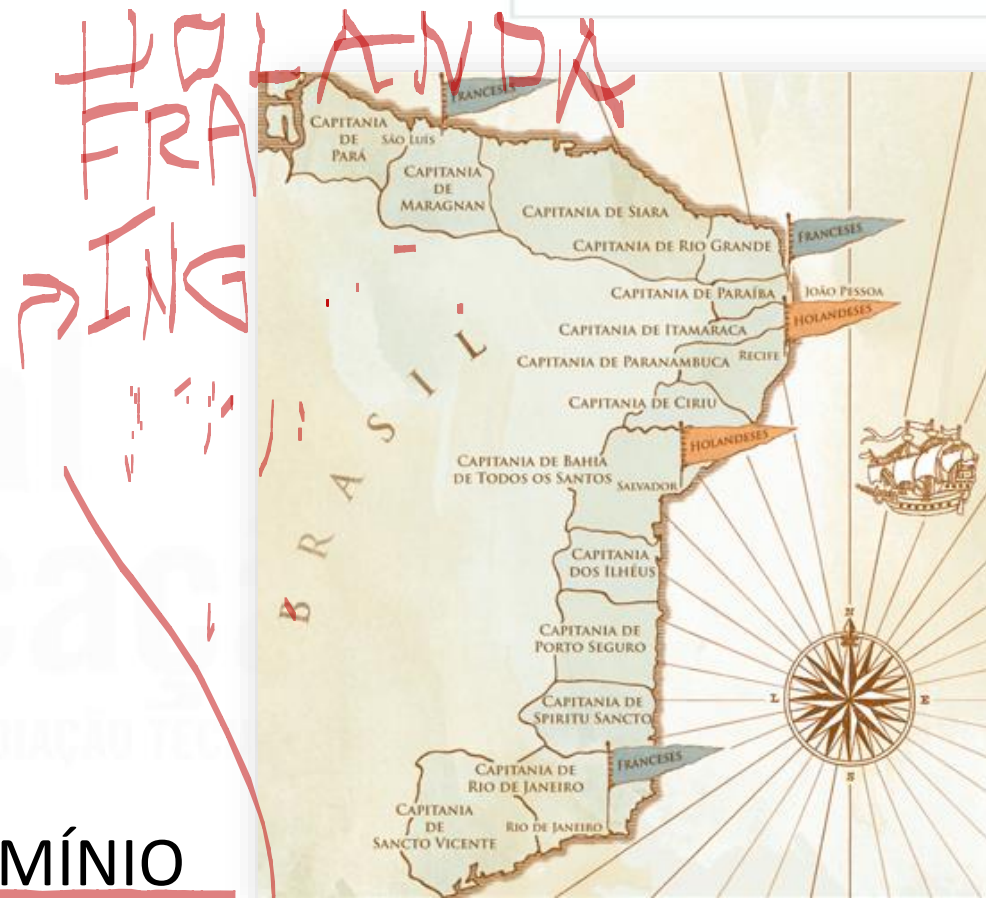 HOLANDA
FRA
ING
FRANCESES
CAPITANIA
DE
PARÁ
SÃO LUÍS
CAPITANIA
DE
MARAGNAN
CAPITANIA DE SIARA
CAPITANIA DE RIO GRANDE
FRANCESES
CAPITANIA DE PARAÍBA
JOÃO PESSOA
HOLANDESES
CAPITANIA DE ITAMARACA
CAPITANIA DE PARANAMBUCA
RECIFE
CAPITANIA DE CIRIU
HOLANDESES
CAPITANIA DE BAHIA
DE TODOS OS SANTOS
SALVADOR
BRASIL
CAPITANIA
DOS ILHÉUS
CAPITANIA DE
PORTO SEGURO
N
L
E
S
CAPITANIA DE
SPIRITU SANCTO
FRANCESES
CAPITANIA DE
RIO DE JANEIRO
CAPITANIA
DE
SANCTO VICENTE
RIO DE JANEIRO
MÍNIO